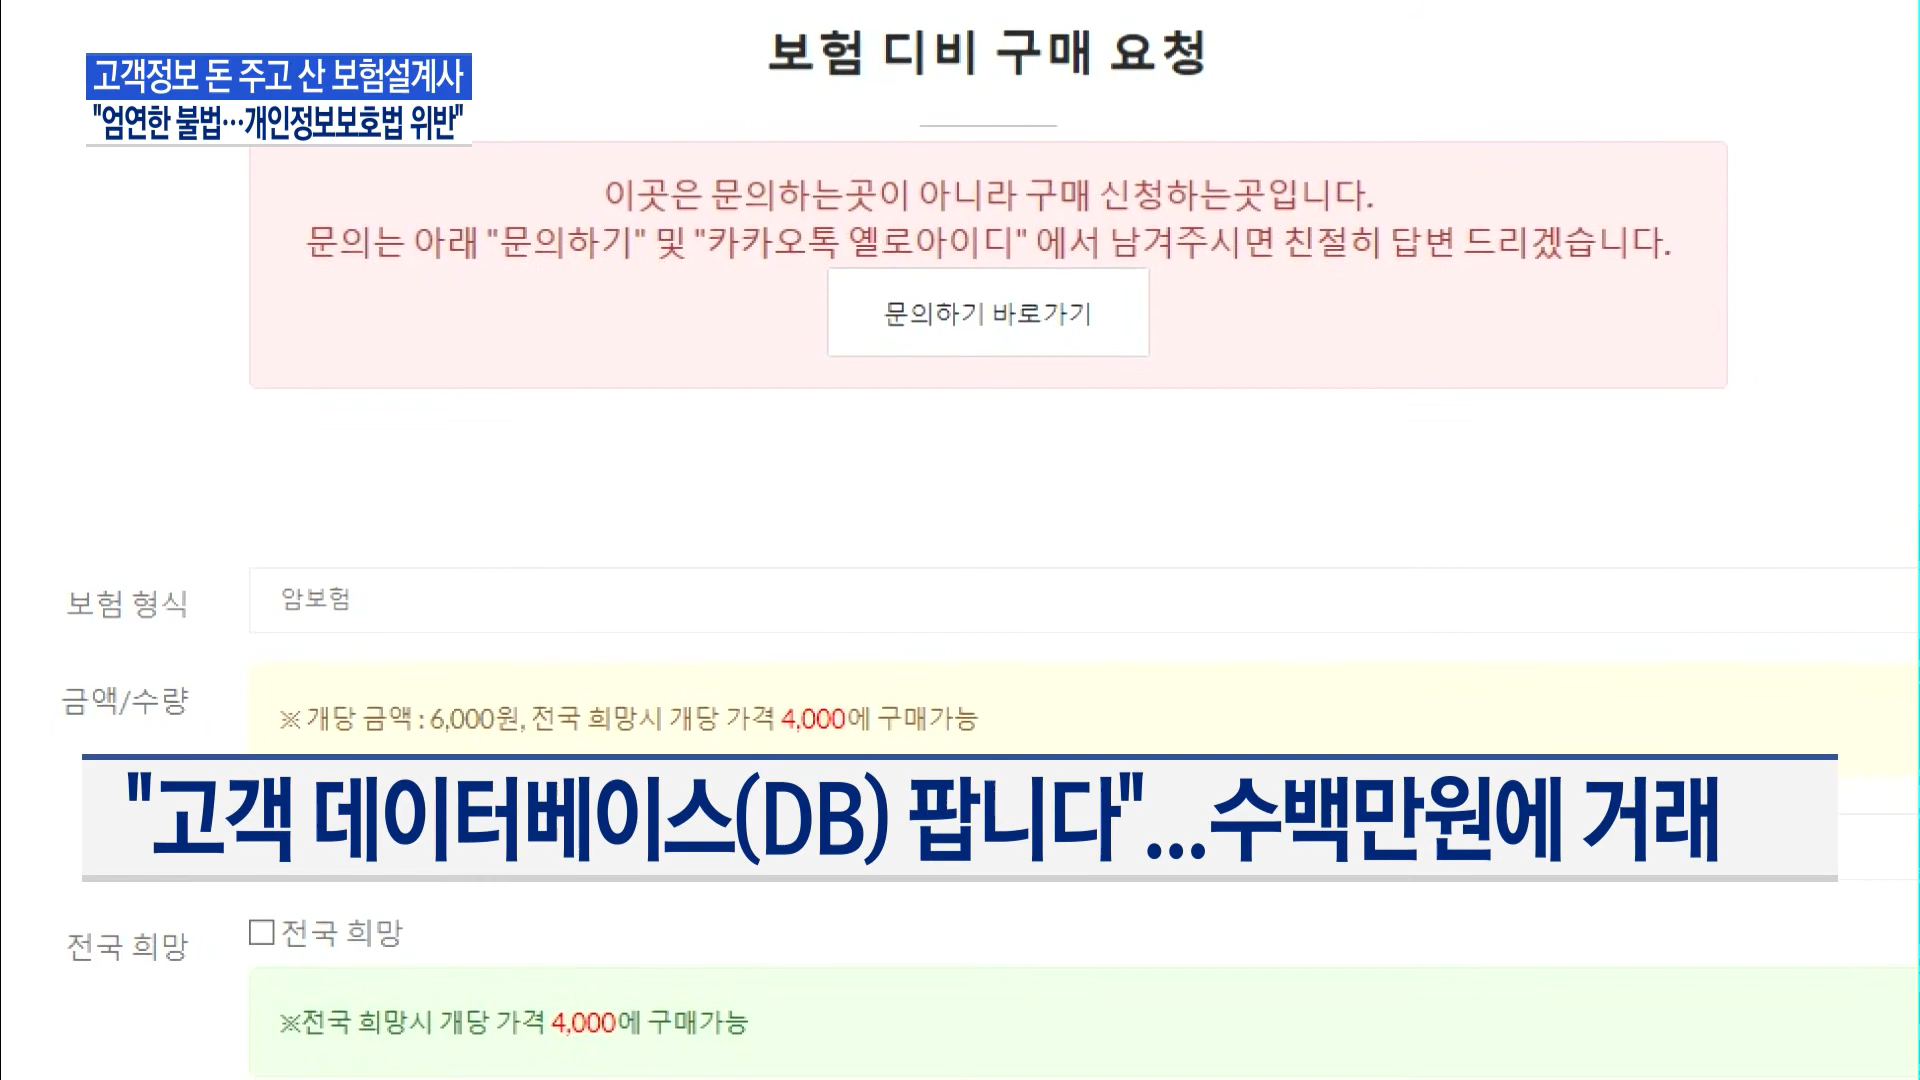 보험 디비 구매 요청
고객정보 돈 주고 산 보험설계사
"엄연한 불법…개인정보보호법 위반"
이곳은 문의하는곳이 아니라 구매 신청하는곳입니다.
문의는 아래 "문의하기" 및 "카카오톡 옐로아이디" 에서 남겨주시면 친절히 답변 드리겠습니다.
문의하기 바로가기
보험 형식
암보험
금액/수량
※ 개당 금액 : 6,000원, 전국 희망시 개당 가격 4,000에 구매가능
"고객 데이터베이스(DB) 팝니다"...수백만원에 거래
전국 희망
전국 희망
※전국 희망시 개당 가격 4,000에 구매가능